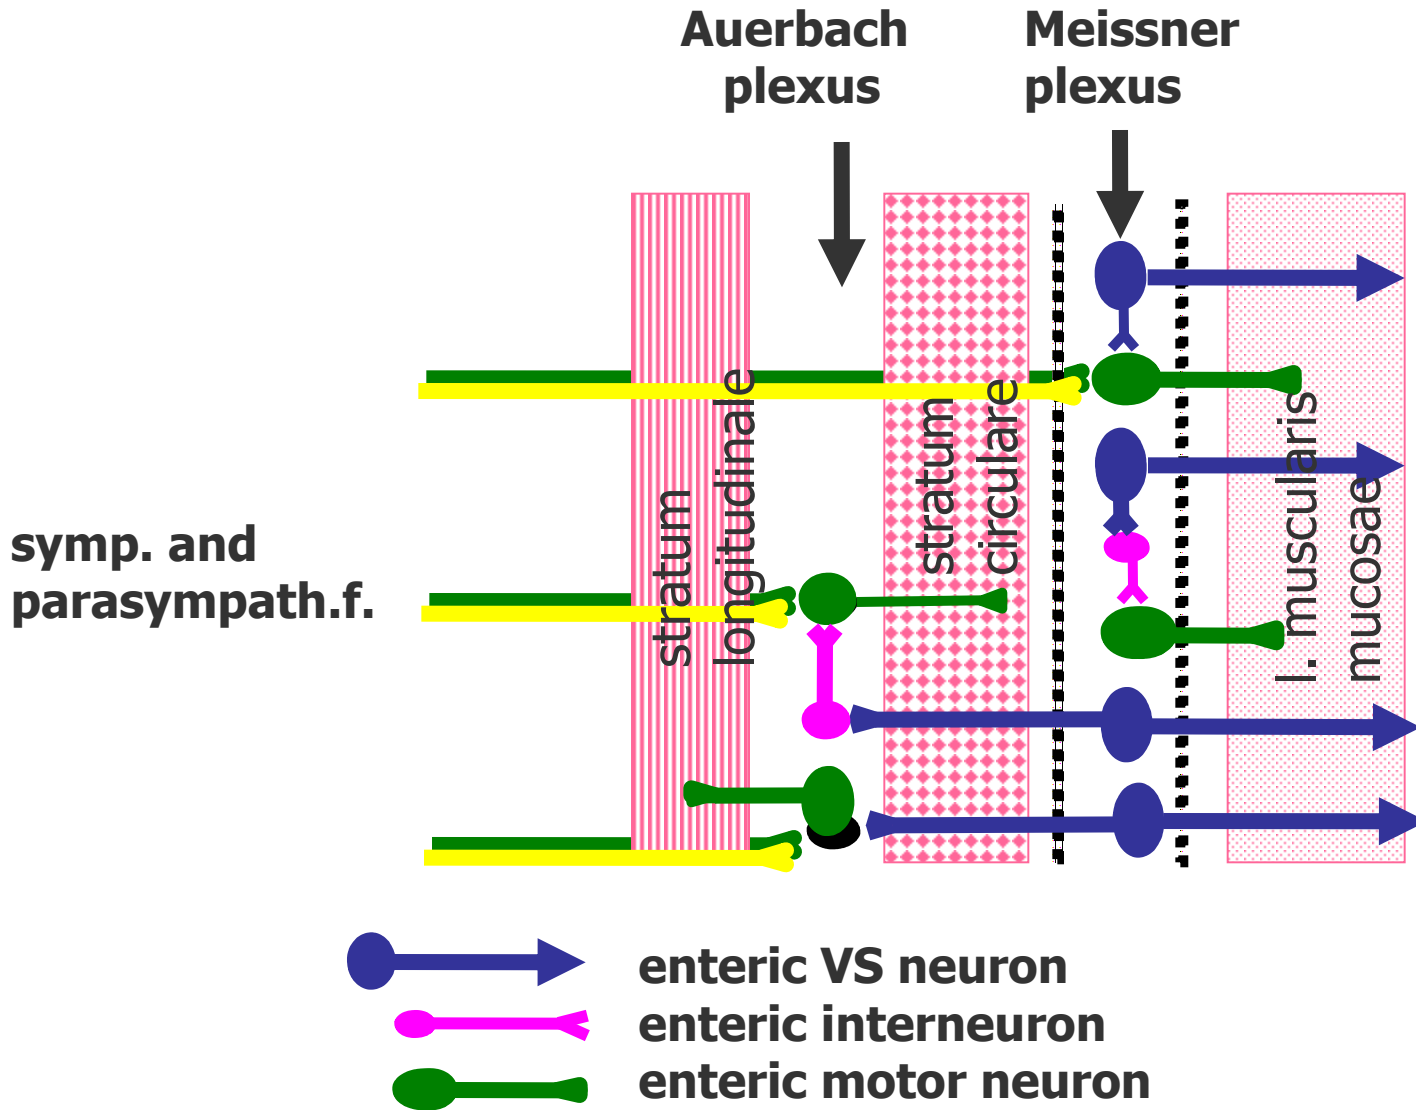 Auerbach
plexus
Meissner
plexus
stratum
longitudinale
stratum
circulare
l. muscularis
mucosae
symp. and
parasympath.f.
enteric VS neuron
enteric interneuron
enteric motor neuron